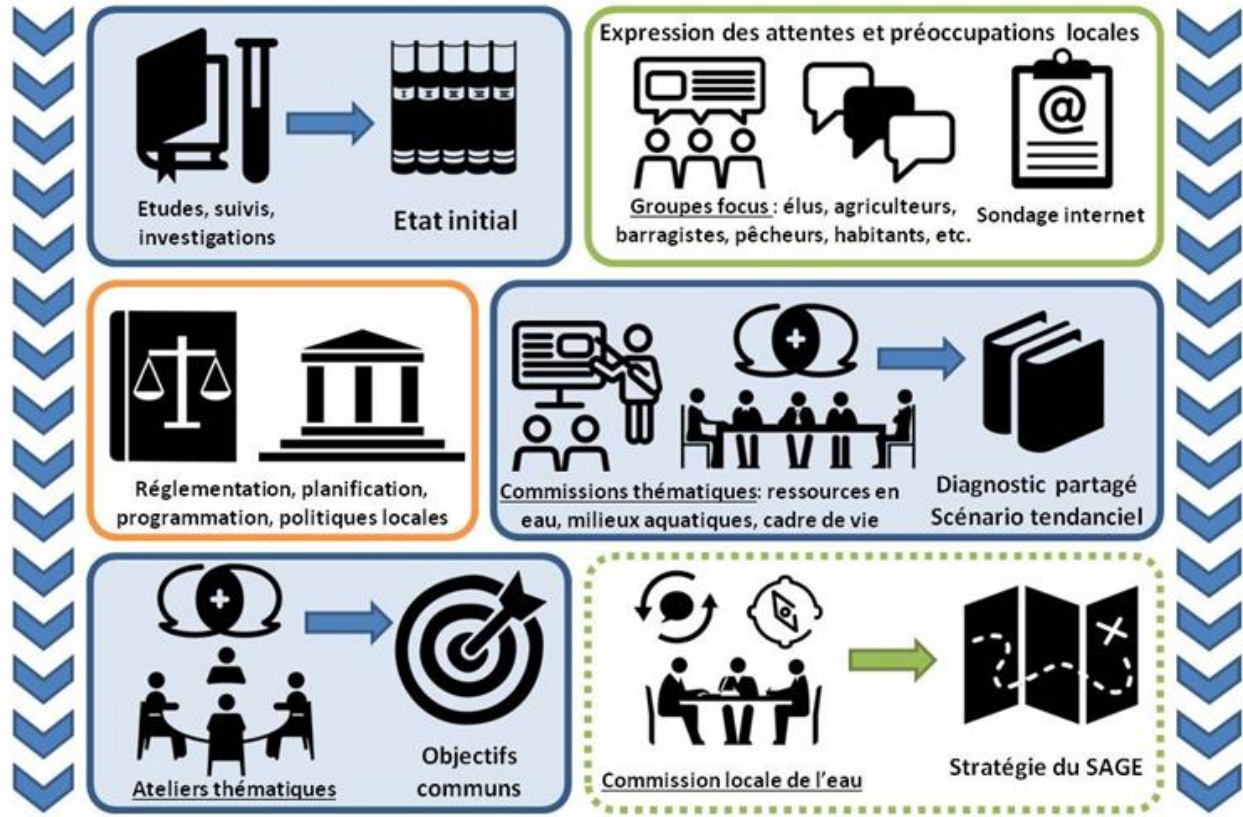 Etudes, suivis,
investigations
Etat initial
Expression des attentes et préoccupations locales
@
Groupes focus : élus, agriculteurs,
barragistes, pêcheurs, habitants, etc.
Sondage internet
Réglementation, planification,
programmation, politiques locales
Commissions thématiques: ressources en
eau, milieux aquatiques, cadre de vie
Diagnostic partagé
Scénario tendanciel
Ateliers thématiques
Objectifs
communs
Commission locale de l'eau
Stratégie du SAGE